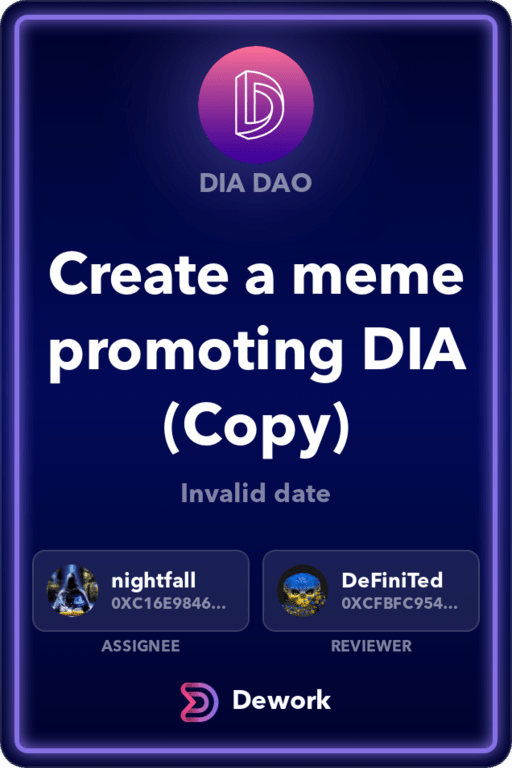 DIA DAO
Create a meme
promoting DIA
(Copy)
Invalid date
nightfall
0XC16E9846...
ASSIGNEE
DeFiniTed
0XCFBFC954...
REVIEWER
Dework